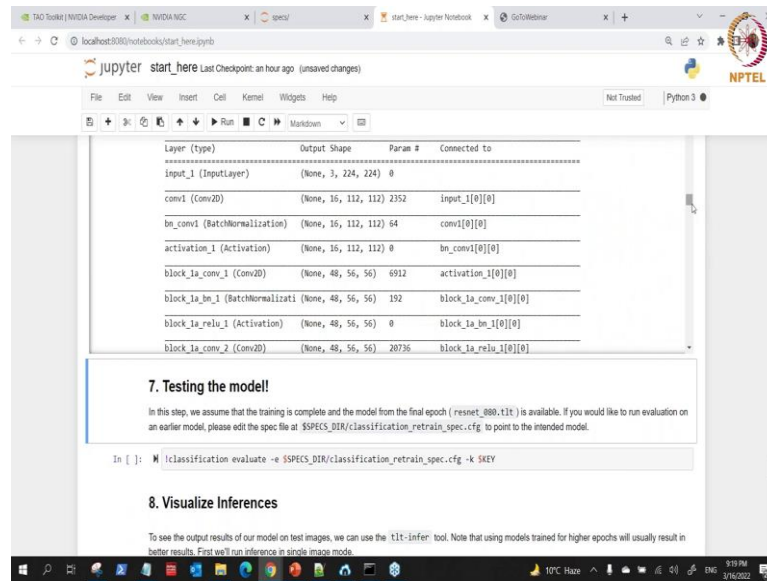 TAO Toolkit | NVIDIA Developer x NVIDIA NGC x specs/ x start_here - Jupyter Notebook x GoToWebinar x +
localhost:8080/notebooks/start_here.ipynb
NPTEL
jupyter start_here Last Checkpoint: an hour ago (unsaved changes)
File Edit View Insert Cell Kernel Widgets Help Not Trusted Python 3
Run Markdown
Layer (type) Output Shape Param # Connected to
==================================================
input_1 (InputLayer) (None, 3, 224, 224) 0
conv1 (Conv2D) (None, 16, 112, 112) 2352 input_1[0][0]
bn_conv1 (BatchNormalization) (None, 16, 112, 112) 64 conv1[0][0]
activation_1 (Activation) (None, 16, 112, 112) 0 bn_conv1[0][0]
block_1a_conv_1 (Conv2D) (None, 48, 56, 56) 6912 activation_1[0][0]
block_1a_bn_1 (BatchNormalizati (None, 48, 56, 56) 192 block_1a_conv_1[0][0]
block_1a_relu_1 (Activation) (None, 48, 56, 56) 0 block_1a_bn_1[0][0]
block_1a_conv_2 (Conv2D) (None, 48, 56, 56) 20736 block_1a_relu_1[0][0]
7. Testing the model!
In this step, we assume that the training is complete and the model from the final epoch ( resnet_080.tlt ) is available. If you would like to run evaluation on
an earlier model, please edit the spec file at $SPECS_DIR/classification_retrain_spec.cfg to point to the intended model.
In [ ]: !classification evaluate -e $SPECS_DIR/classification_retrain_spec.cfg -k $KEY
8. Visualize Inferences
To see the output results of our model on test images, we can use the tlt-infer tool. Note that using models trained for higher epochs will usually result in
better results. First we'll run inference in single image mode.
10°C Haze ENG 9:19 PM
3/16/2022